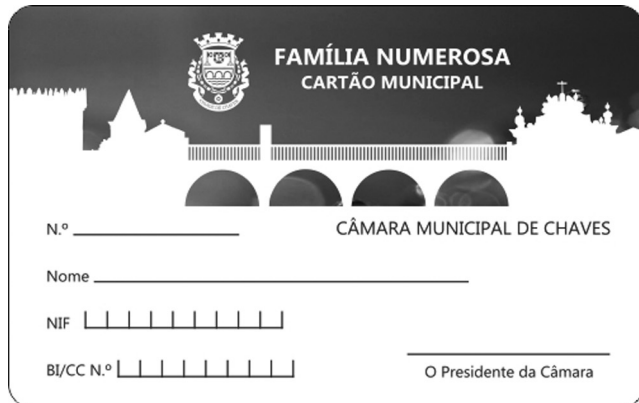 FAMÍLIA NUMEROSA
CARTÃO MUNICIPAL
N.º
CÂMARA MUNICIPAL DE CHAVES
Nome
NIF
BI/CC N.º
O Presidente da Câmara